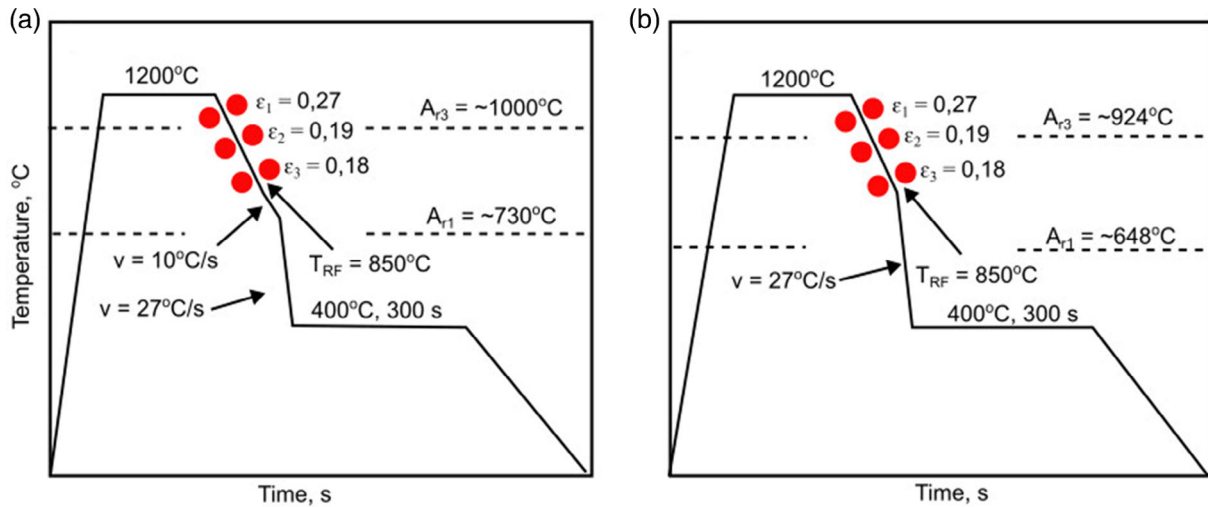 (a)
1200°C
ε₁ = 0,27
Aᵣ₃ = ~1000°C
ε₂ = 0,19
ε₃ = 0,18
Aᵣ₁ = ~730°C
v = 10°C/s
T_RF = 850°C
v = 27°C/s
400°C, 300 s
Temperature, °C
Time, s
(b)
1200°C
ε₁ = 0,27
Aᵣ₃ = ~924°C
ε₂ = 0,19
ε₃ = 0,18
Aᵣ₁ = ~648°C
v = 27°C/s
T_RF = 850°C
400°C, 300 s
Time, s